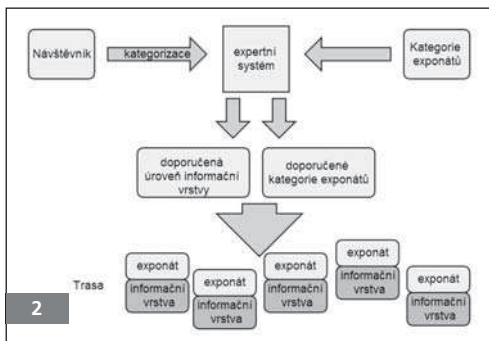 Návštěvník
kategorizace
expertní
systém
Kategorie
exponátů
doporučená
úroveň informační
vrstvy
doporučené
kategorie exponátů
Trasa
exponát
informační
vrstva
exponát
informační
vrstva
exponát
informační
vrstva
exponát
informační
vrstva
exponát
informační
vrstva
2